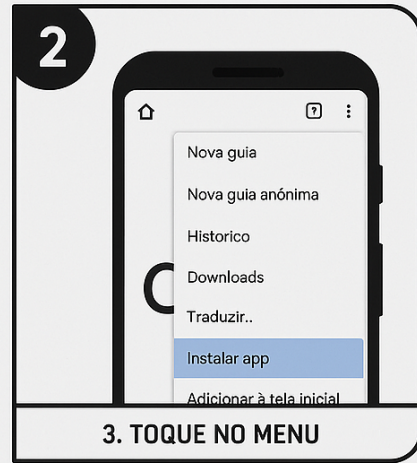 2
?
Nova guia
Nova guia anónima
Historico
Downloads
Traduzir..
Instalar app
Adicionar à tela inicial
3. TOQUE NO MENU